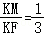 KM/KF = 1/3